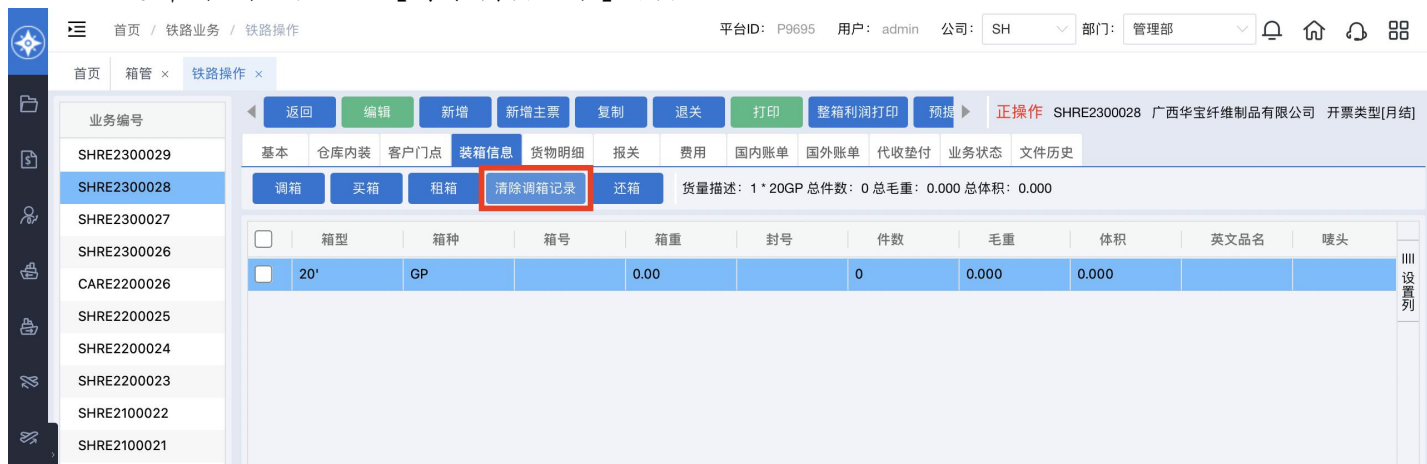 首页 / 铁路业务 / 铁路操作 平台ID: P9695 用户: admin 公司: SH 部门: 管理部
首页 箱管 × 铁路操作 ×
业务编号
SHRE2300029
SHRE2300028
SHRE2300027
SHRE2300026
CARE2200026
SHRE2200025
SHRE2200024
SHRE2200023
SHRE2100022
SHRE2100021
返回 编辑 新增 新增主票 复制 退关 打印 整箱利润打印 预提 正操作 SHRE2300028 广西华宝纤维制品有限公司 开票类型[月结]
基本 仓库内装 客户门点 装箱信息 货物明细 报关 费用 国内账单 国外账单 代收垫付 业务状态 文件历史
调箱 买箱 租箱 清除调箱记录 还箱 货量描述: 1 * 20GP 总件数: 0 总毛重: 0.000 总体积: 0.000
箱型 箱种 箱号 箱重 封号 件数 毛重 体积 英文品名 唛头
20' GP 0.00 0 0.000 0.000
设置列